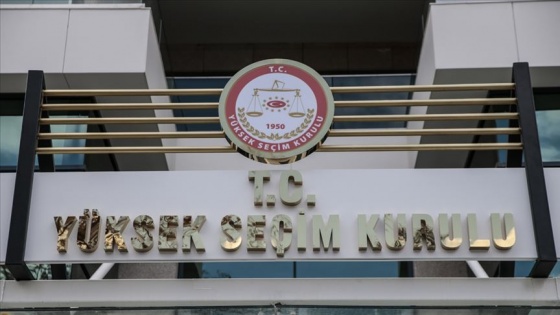 T.C.
1950
YÜKSEK SEÇİM KURULU
T.C.
YÜKSEK SEÇİM KURULU